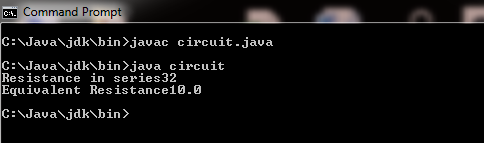 Command Prompt
C:\Java\jdk\bin>javac circuit.java
C:\Java\jdk\bin>java circuit
Resistance in series32
Equivalent Resistance10.0
C:\Java\jdk\bin>